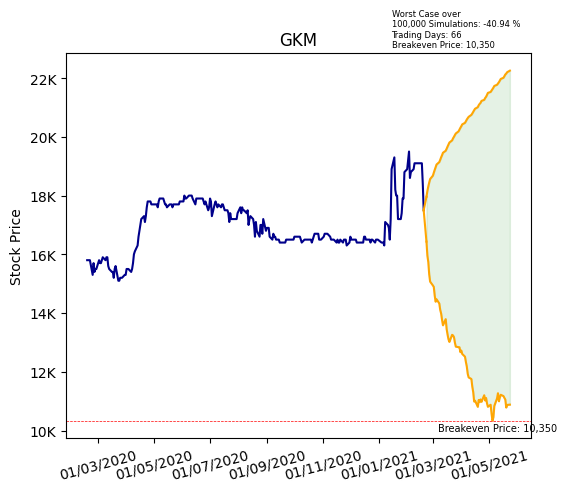 Worst Case over
100,000 Simulations: -40.94 %
Trading Days: 66
Breakeven Price: 10,350
GKM
Stock Price
22K
20K
18K
16K
14K
12K
10K
Breakeven Price: 10,350
01/03/2020
01/05/2020
01/07/2020
01/09/2020
01/11/2020
01/01/2021
01/03/2021
01/05/2021